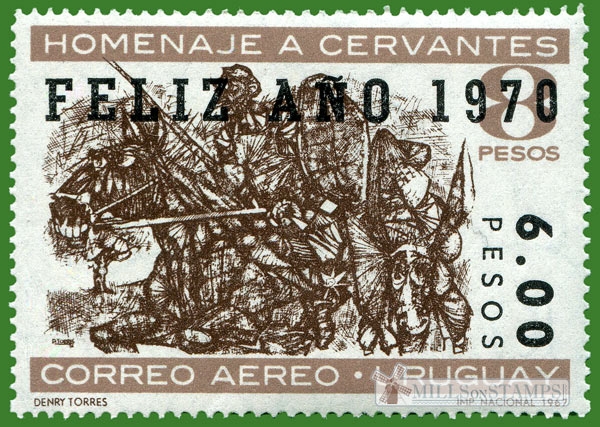 HOMENAJE A CERVANTES
FELIZ AÑO 1970
8
PESOS
6.00
PESOS
D. TORRES
CORREO AEREO • URUGUAY
MILLSONSTAMPS
DENRY TORRES
IMP. NACIONAL 1967